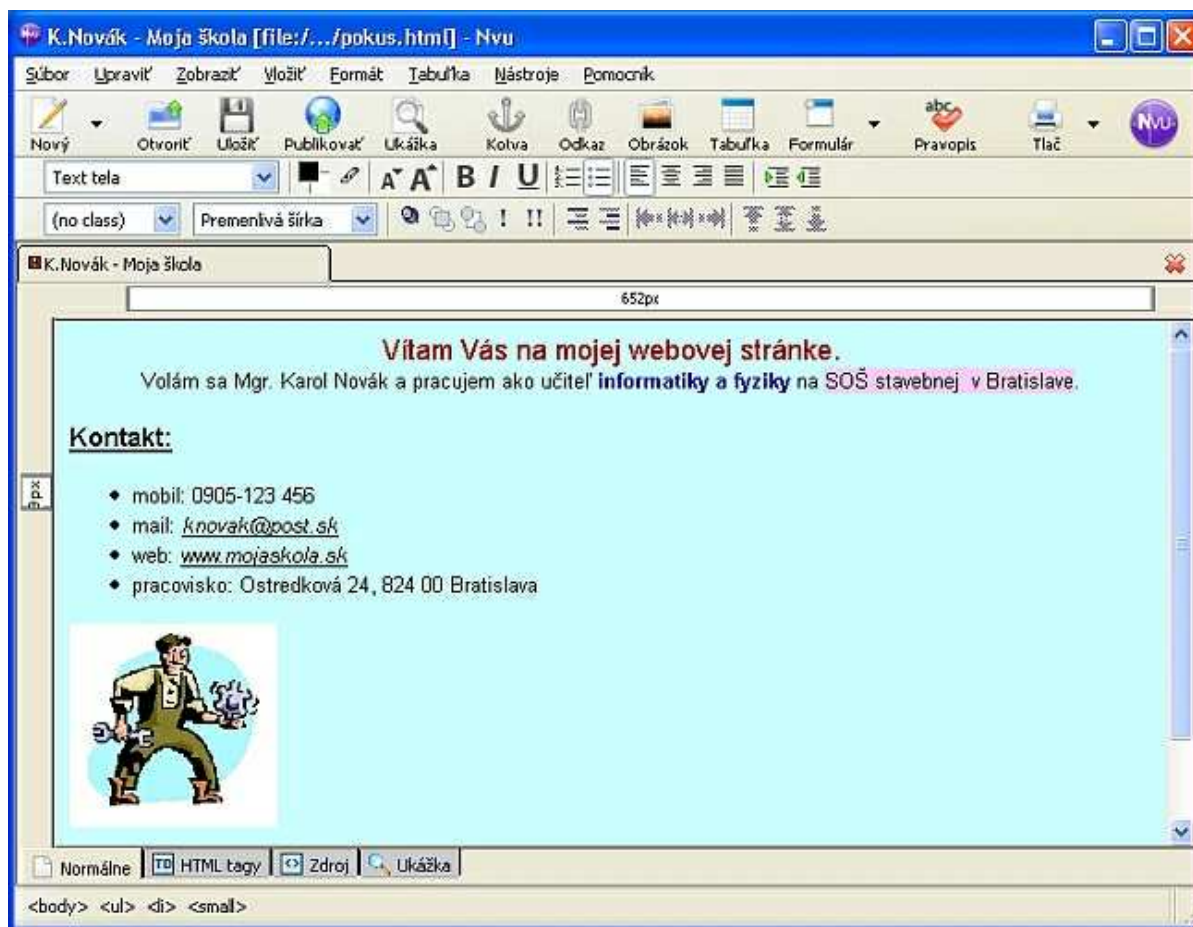 K.Novák - Moja škola [file:/.../pokus.html] - Nvu
Súbor Upraviť Zobraziť Vložiť Formát Tabuľka Nástroje Pomocník
Nový Otvoriť Uložiť Publikovať Ukážka Kotva Odkaz Obrázok Tabuľka Formulár Pravopis Tlač
Text tela
(no class) Premenlivá šírka
K.Novák - Moja škola
652px
Vítam Vás na mojej webovej stránke.
Volám sa Mgr. Karol Novák a pracujem ako učiteľ informatiky a fyziky na SOŠ stavebnej v Bratislave.
Kontakt:
mobil: 0905-123 456
mail: knovak@post.sk
web: www.mojaskola.sk
pracovisko: Ostredková 24, 824 00 Bratislava
Normálne HTML tagy Zdroj Ukážka
<body> <ul> <li> <small>